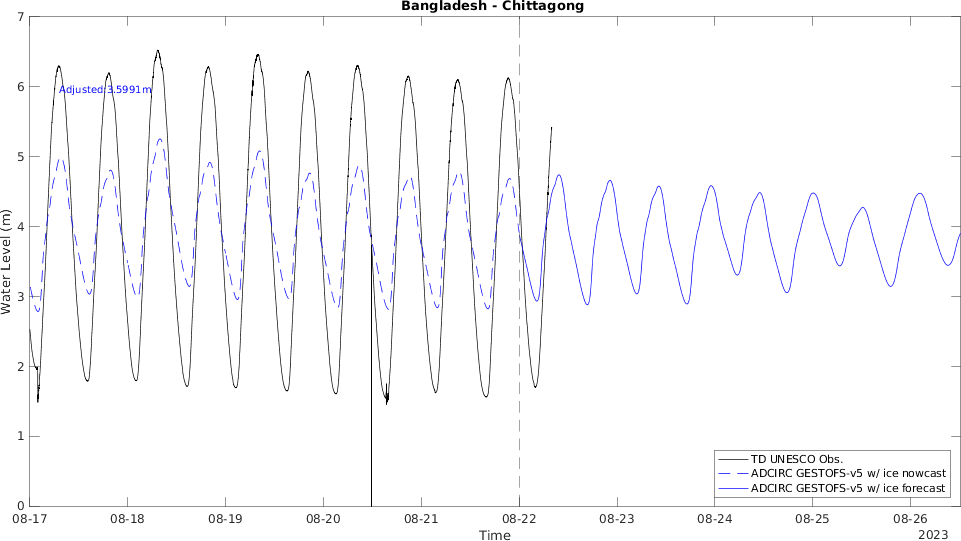 Bangladesh - Chittagong
7
6
5
4
3
2
1
0
Water Level (m)
Adjusted:3.5991m
TD UNESCO Obs.
ADCIRC GESTOFS-v5 w/ ice nowcast
ADCIRC GESTOFS-v5 w/ ice forecast
08-17 08-18 08-19 08-20 08-21 08-22 08-23 08-24 08-25 08-26
Time
2023